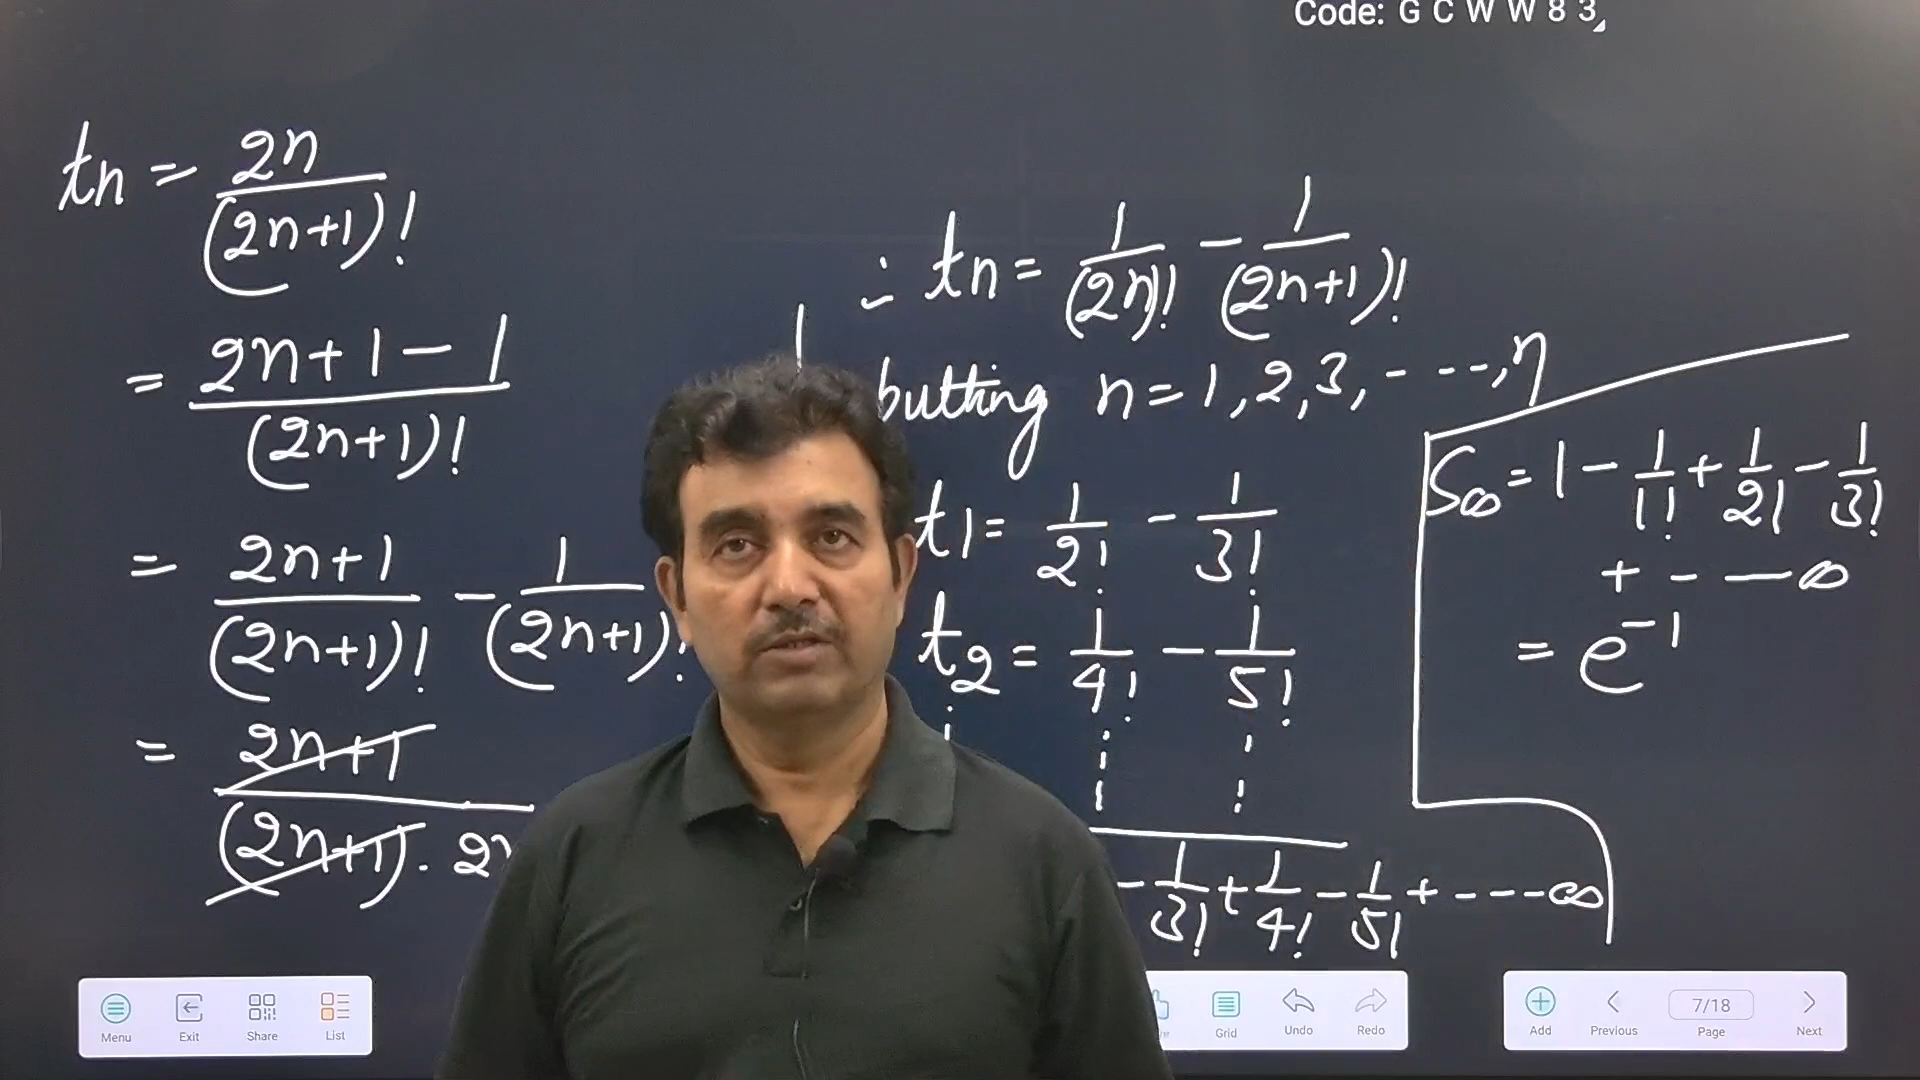 Code: G C W W 8 3
tn = 2n/(2n+1)!
= 2n+1-1/(2n+1)!
= 2n+1/(2n+1)! - 1/(2n+1)!
= 2n+1/(2n+1).
∴ tn = 1/(2n)! - 1/(2n+1)!
putting n=1,2,3,----,n
t1 = 1/2! - 1/3!
t2 = 1/4! - 1/5!
- 1/3! + 1/4! - 1/5! + ---∞
S∞ = 1 - 1/1! + 1/2! - 1/3!
+ - — ∞
= e^-1
Menu Exit Share List
Grid Undo Redo
Add Previous 7/18 Page Next